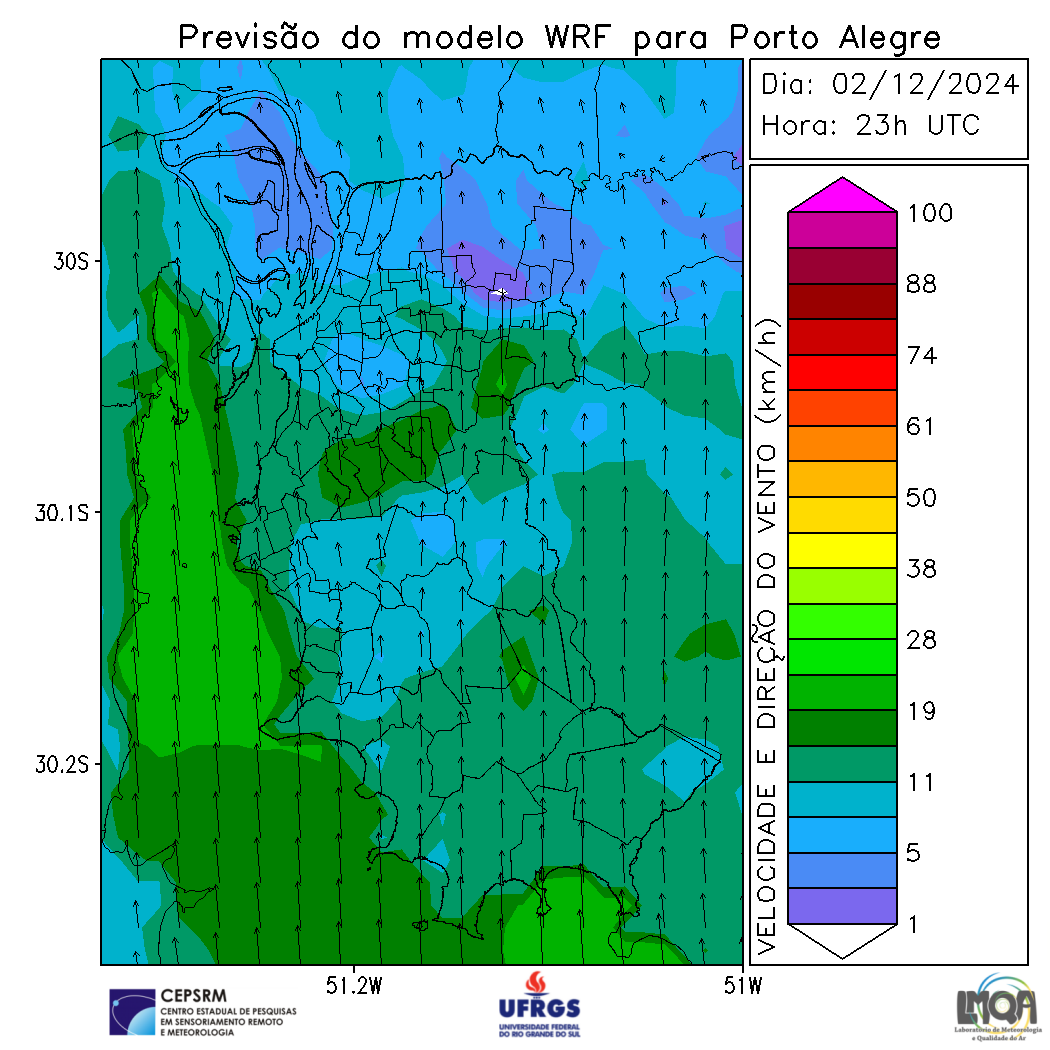 Previsão do modelo WRF para Porto Alegre
Dia: 02/12/2024
Hora: 23h UTC
30S
30.1S
30.2S
51.2W
51W
VELOCIDADE E DIREÇÃO DO VENTO (km/h)
100
88
74
61
50
38
28
19
11
5
1
CEPSRM
CENTRO ESTADUAL DE PESQUISAS
EM SENSORIAMENTO REMOTO
E METEOROLOGIA
UFRGS
UNIVERSIDADE FEDERAL
DO RIO GRANDE DO SUL
LMQA
Laboratório de Meteorologia
e Qualidade do Ar